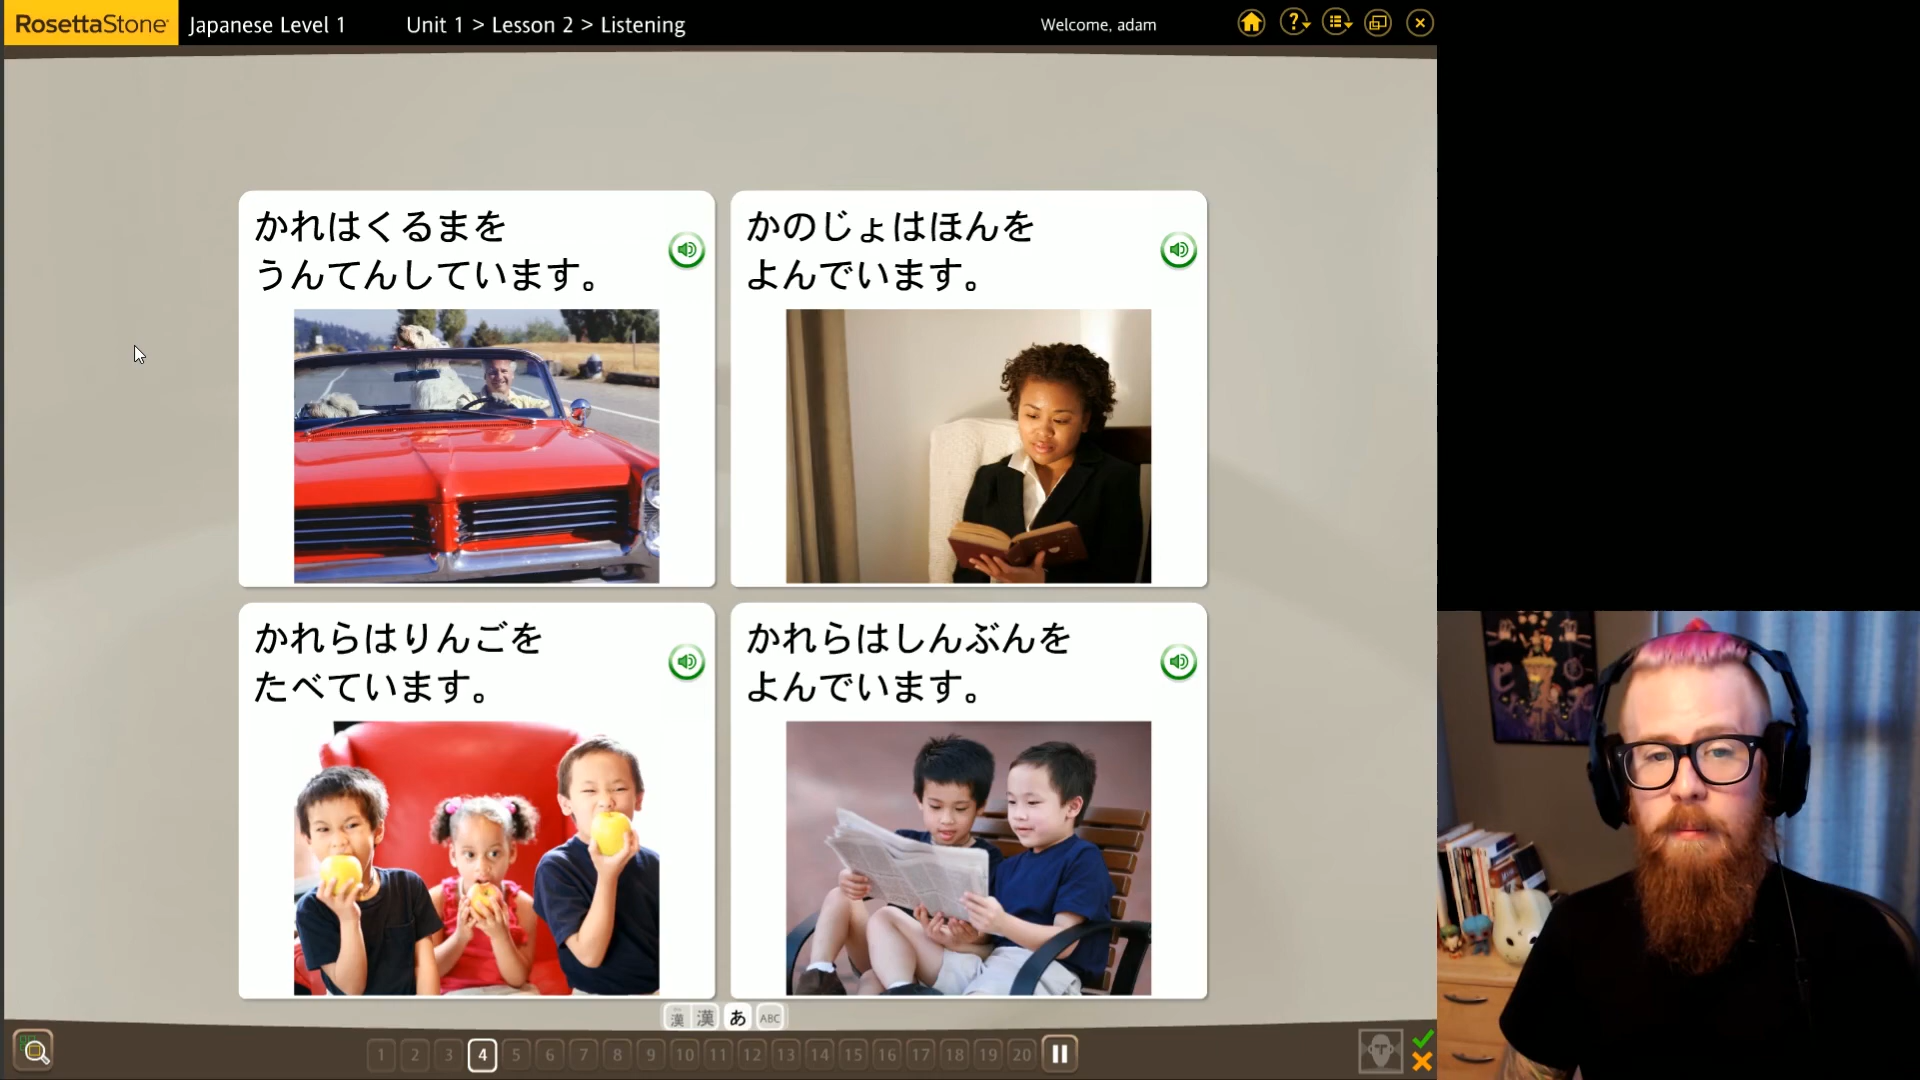 RosettaStone
Japanese Level 1
Unit 1 > Lesson 2 > Listening
Welcome, adam
かれはくるまを
うんてんしています。
かのじょはほんを
よんでいます。
かれらはりんごを
たべています。
かれらはしんぶんを
よんでいます。
漢 漢 あ ABC
1 2 3 4 5 6 7 8 9 10 11 12 13 14 15 16 17 18 19 20